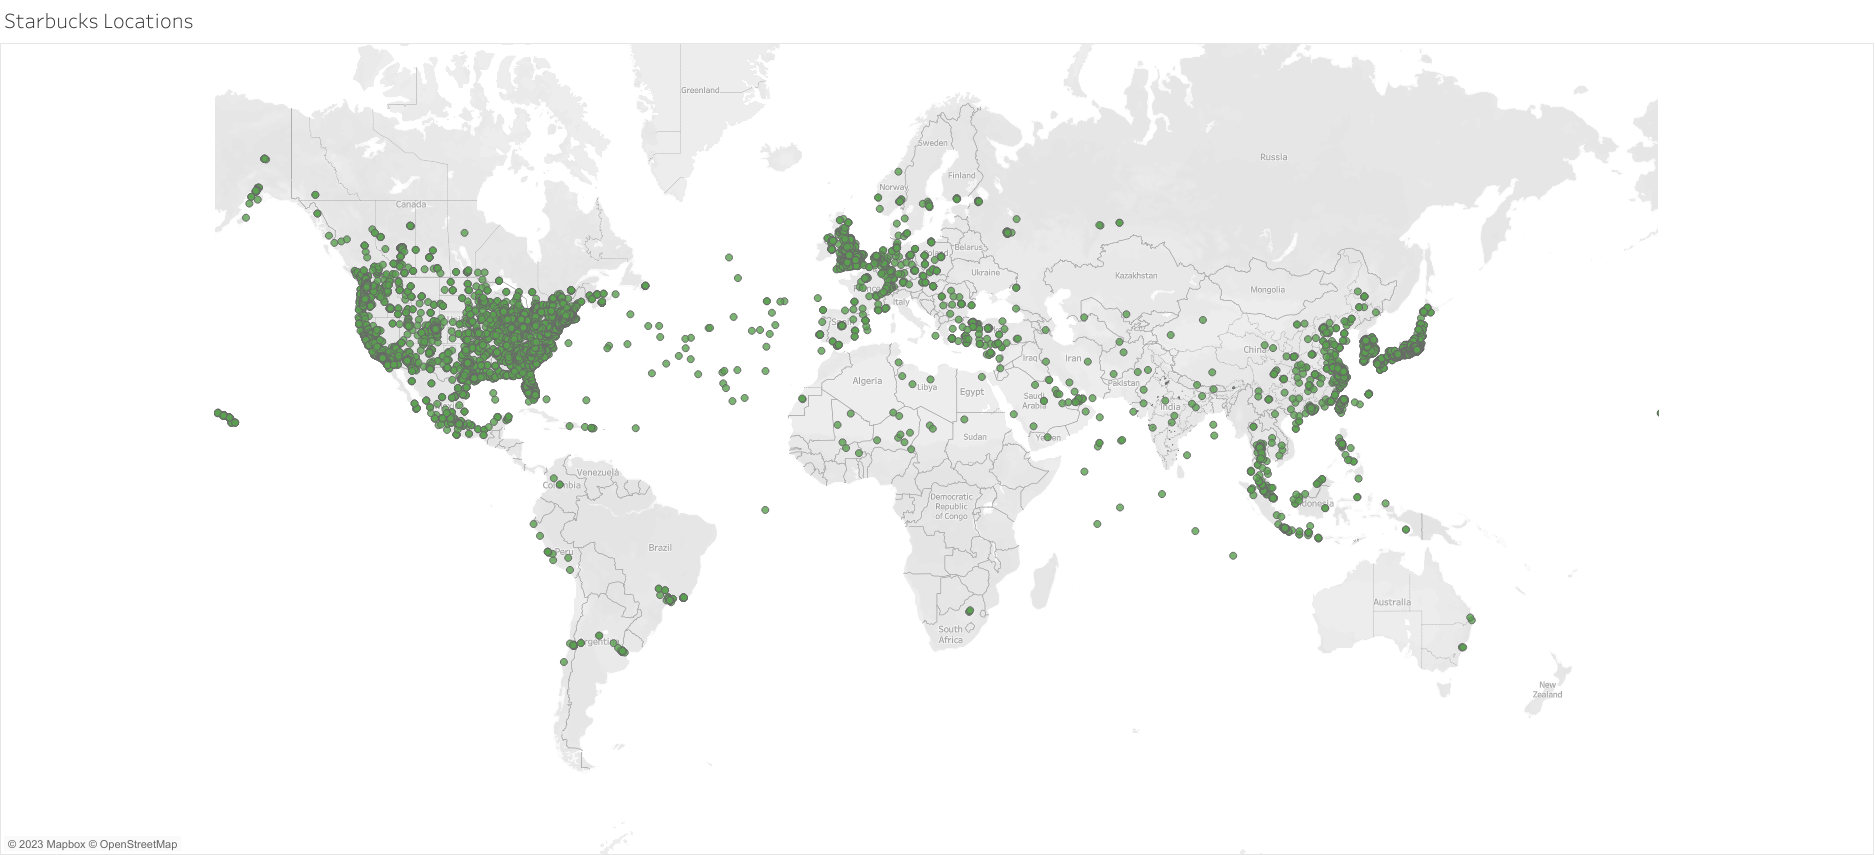 Starbucks Locations
Greenland
Sweden
Russia
Finland
Norway
Canada
Belarus
Ukraine
Kazakhstan
Mongolia
France
Italy
China
Iraq
Iran
Algeria
Libya
Egypt
Pakistan
Saudi
Arabia
India
Sudan
Yemen
Venezuela
Colombia
Democratic
Republic
of Congo
Brazil
Peru
Australia
South
Africa
Argentina
New
Zealand
© 2023 Mapbox © OpenStreetMap